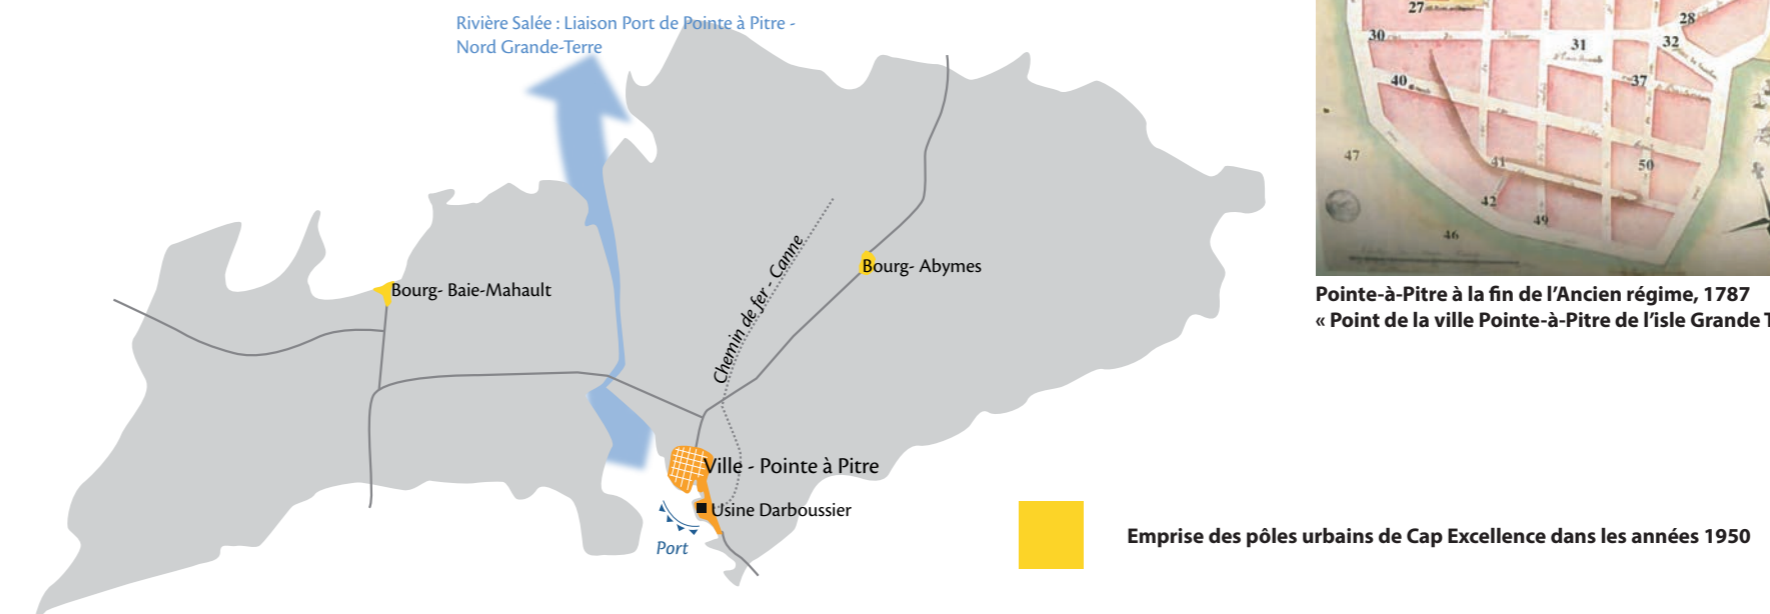 Rivière Salée : Liaison Port de Pointe à Pitre -
Nord Grande-Terre
Bourg- Baie-Mahault
Chemin de fer - Canne
Bourg- Abymes
Ville - Pointe à Pitre
Usine Darboussier
Port
27
28
30
31
32
40
37
47
41
50
42
49
46
Pointe-à-Pitre à la fin de l’Ancien régime, 1787
« Point de la ville Pointe-à-Pitre de l’isle Grande
Emprise des pôles urbains de Cap Excellence dans les années 1950